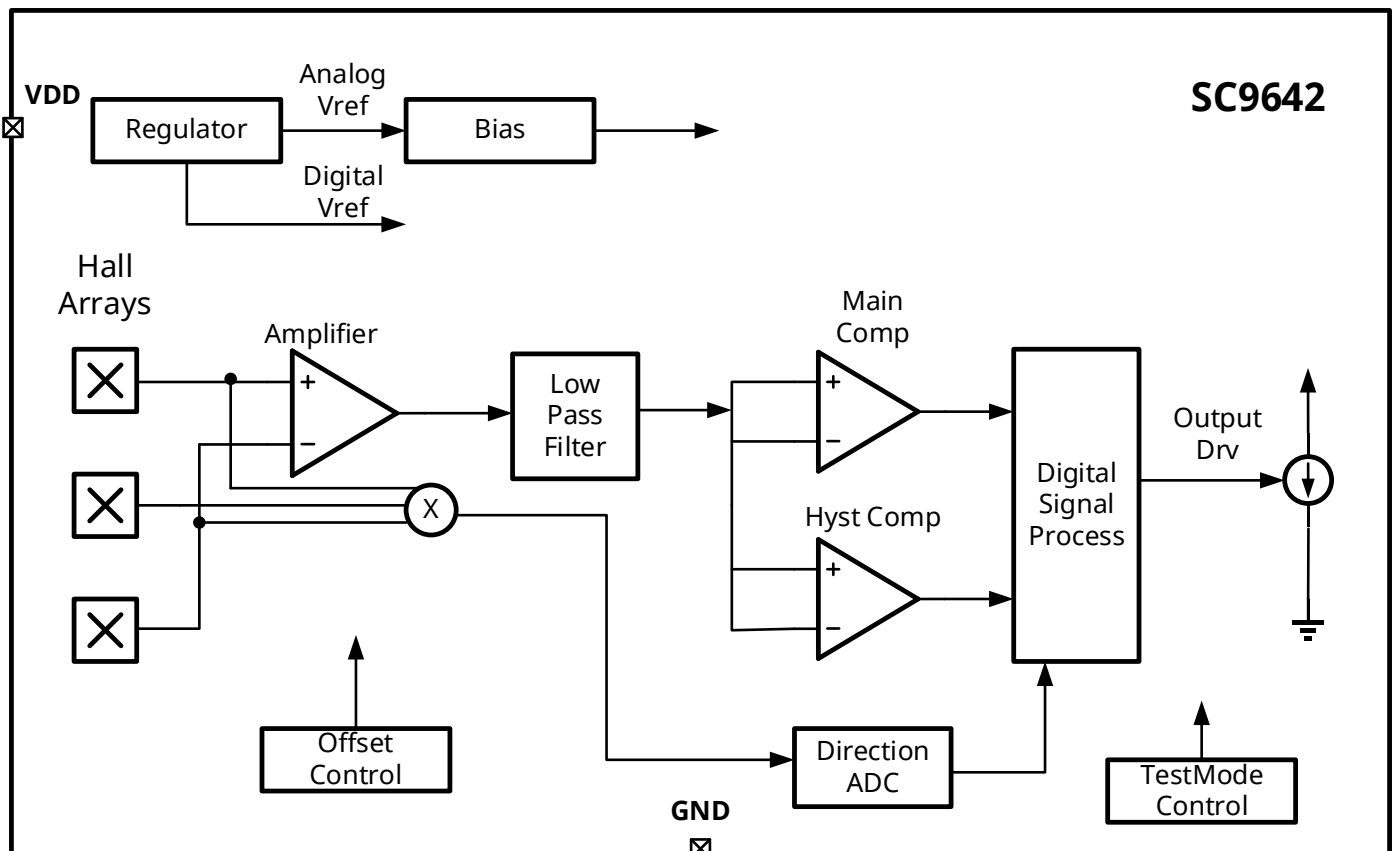 VDD
Regulator
Analog
Vref
Bias
SC9642
Digital
Vref
Hall
Arrays
Amplifier
+
−
Low
Pass
Filter
Main
Comp
+
−
X
Hyst Comp
+
−
Digital
Signal
Process
Output
Drv
Offset
Control
Direction
ADC
TestMode
Control
GND